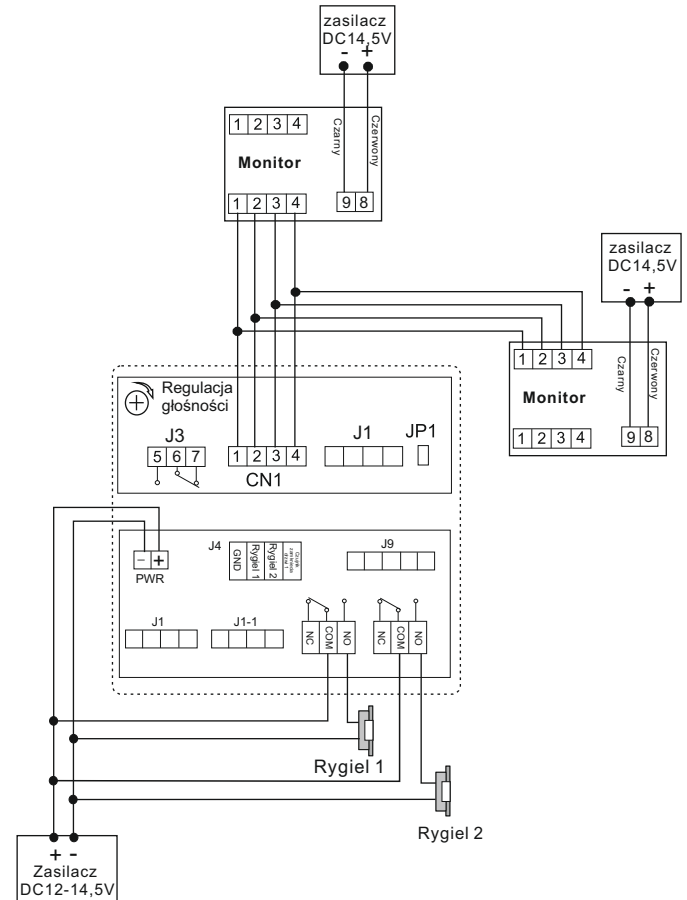 zasilacz
DC14,5V
- +
1 2 3 4
Czarny
Czerwony
Monitor
1 2 3 4
9 8
zasilacz
DC14,5V
- +
1 2 3 4
Czarny
Czerwony
Monitor
1 2 3 4
9 8
Regulacja
głośności
J3
5 6 7
1 2 3 4
CN1
J1
JP1
- +
PWR
J4
GND
Rygiel 1
Rygiel 2
J9
J1
J1-1
NC
COM
NO
NC
COM
NO
Rygiel 1
Rygiel 2
+ -
Zasilacz
DC12-14,5V